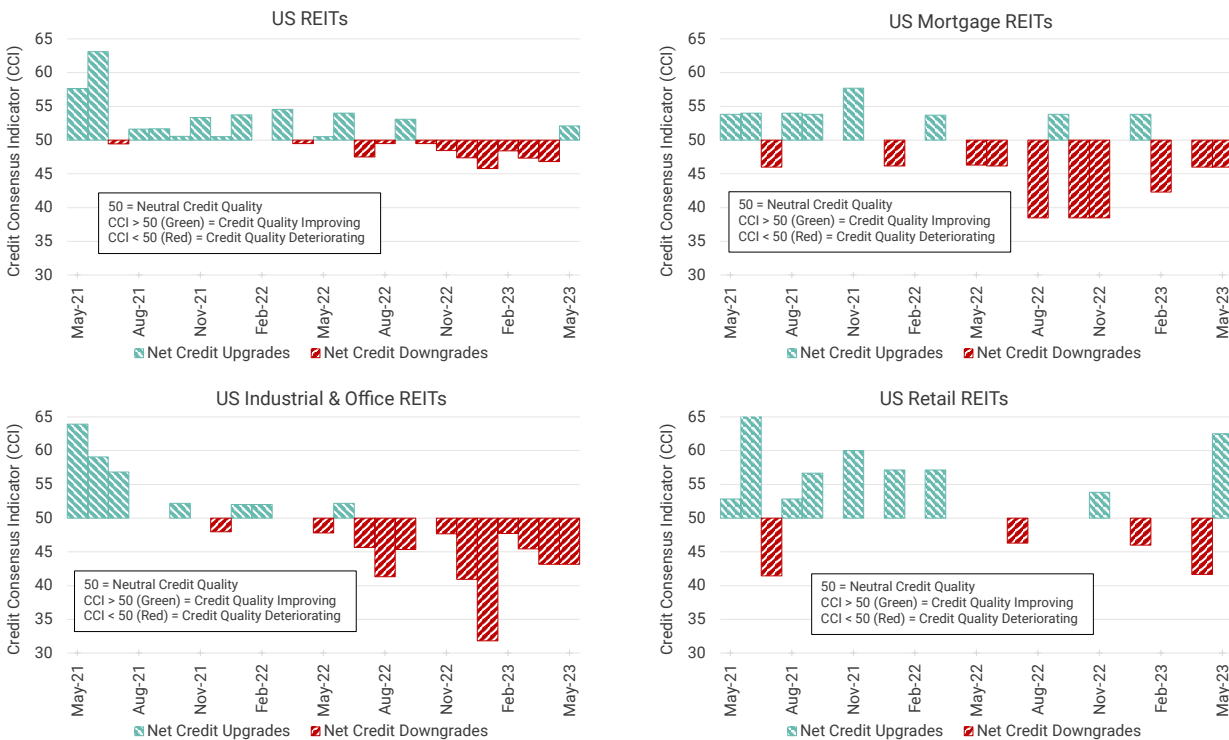 US REITs
Credit Consensus Indicator (CCI)
65
60
55
50
45
40
35
30
50 = Neutral Credit Quality
CCI > 50 (Green) = Credit Quality Improving
CCI < 50 (Red) = Credit Quality Deteriorating
May-21
Aug-21
Nov-21
Feb-22
May-22
Aug-22
Nov-22
Feb-23
May-23
Net Credit Upgrades
Net Credit Downgrades
US Mortgage REITs
Credit Consensus Indicator (CCI)
65
60
55
50
45
40
35
30
50 = Neutral Credit Quality
CCI > 50 (Green) = Credit Quality Improving
CCI < 50 (Red) = Credit Quality Deteriorating
May-21
Aug-21
Nov-21
Feb-22
May-22
Aug-22
Nov-22
Feb-23
May-23
Net Credit Upgrades
Net Credit Downgrades
US Industrial & Office REITs
Credit Consensus Indicator (CCI)
65
60
55
50
45
40
35
30
50 = Neutral Credit Quality
CCI > 50 (Green) = Credit Quality Improving
CCI < 50 (Red) = Credit Quality Deteriorating
May-21
Aug-21
Nov-21
Feb-22
May-22
Aug-22
Nov-22
Feb-23
May-23
Net Credit Upgrades
Net Credit Downgrades
US Retail REITs
Credit Consensus Indicator (CCI)
65
60
55
50
45
40
35
30
50 = Neutral Credit Quality
CCI > 50 (Green) = Credit Quality Improving
CCI < 50 (Red) = Credit Quality Deteriorating
May-21
Aug-21
Nov-21
Feb-22
May-22
Aug-22
Nov-22
Feb-23
May-23
Net Credit Upgrades
Net Credit Downgrades